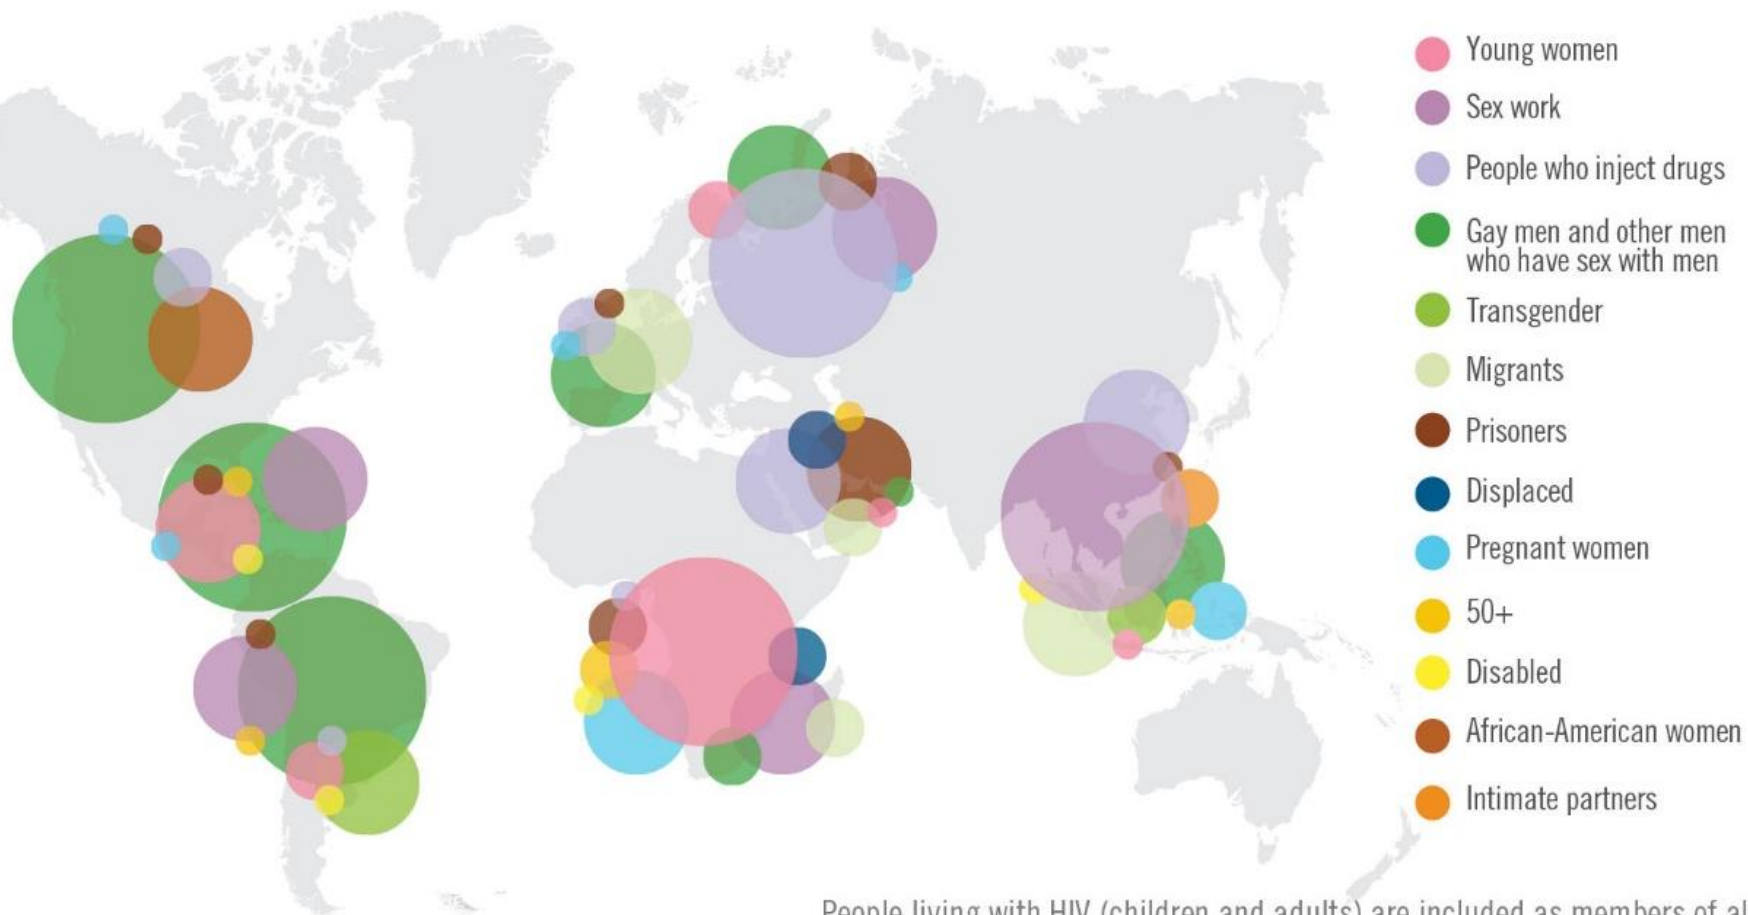 Young women
Sex work
People who inject drugs
Gay men and other men
who have sex with men
Transgender
Migrants
Prisoners
Displaced
Pregnant women
50+
Disabled
African-American women
Intimate partners
People living with HIV (children and adults) are included as members of al